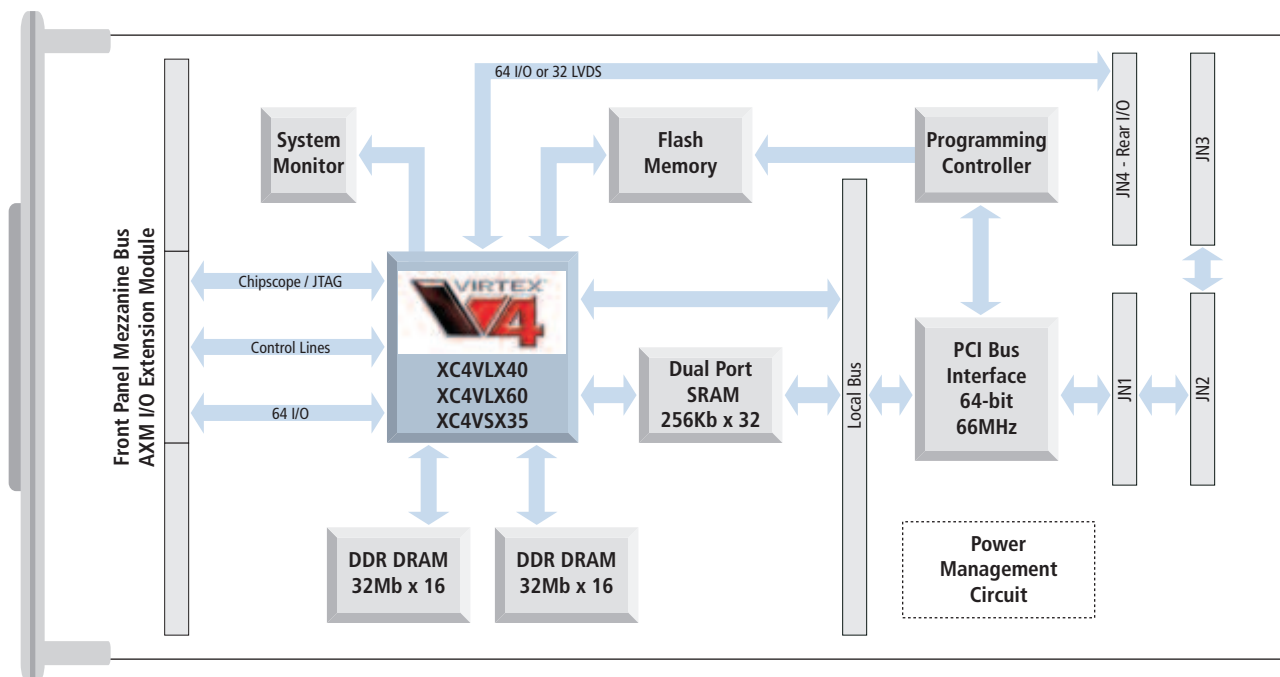 64 I/O or 32 LVDS
System
Monitor
Flash
Memory
Programming
Controller
JN4 - Rear I/O
JN3
Front Panel Mezzanine Bus
AXM I/O Extension Module
Chipscope / JTAG
Control Lines
64 I/O
VIRTEX
V4
XC4VLX40
XC4VLX60
XC4VSX35
Dual Port
SRAM
256Kb x 32
Local Bus
PCI Bus
Interface
64-bit
66MHz
JN1
JN2
DDR DRAM
32Mb x 16
DDR DRAM
32Mb x 16
Power
Management
Circuit